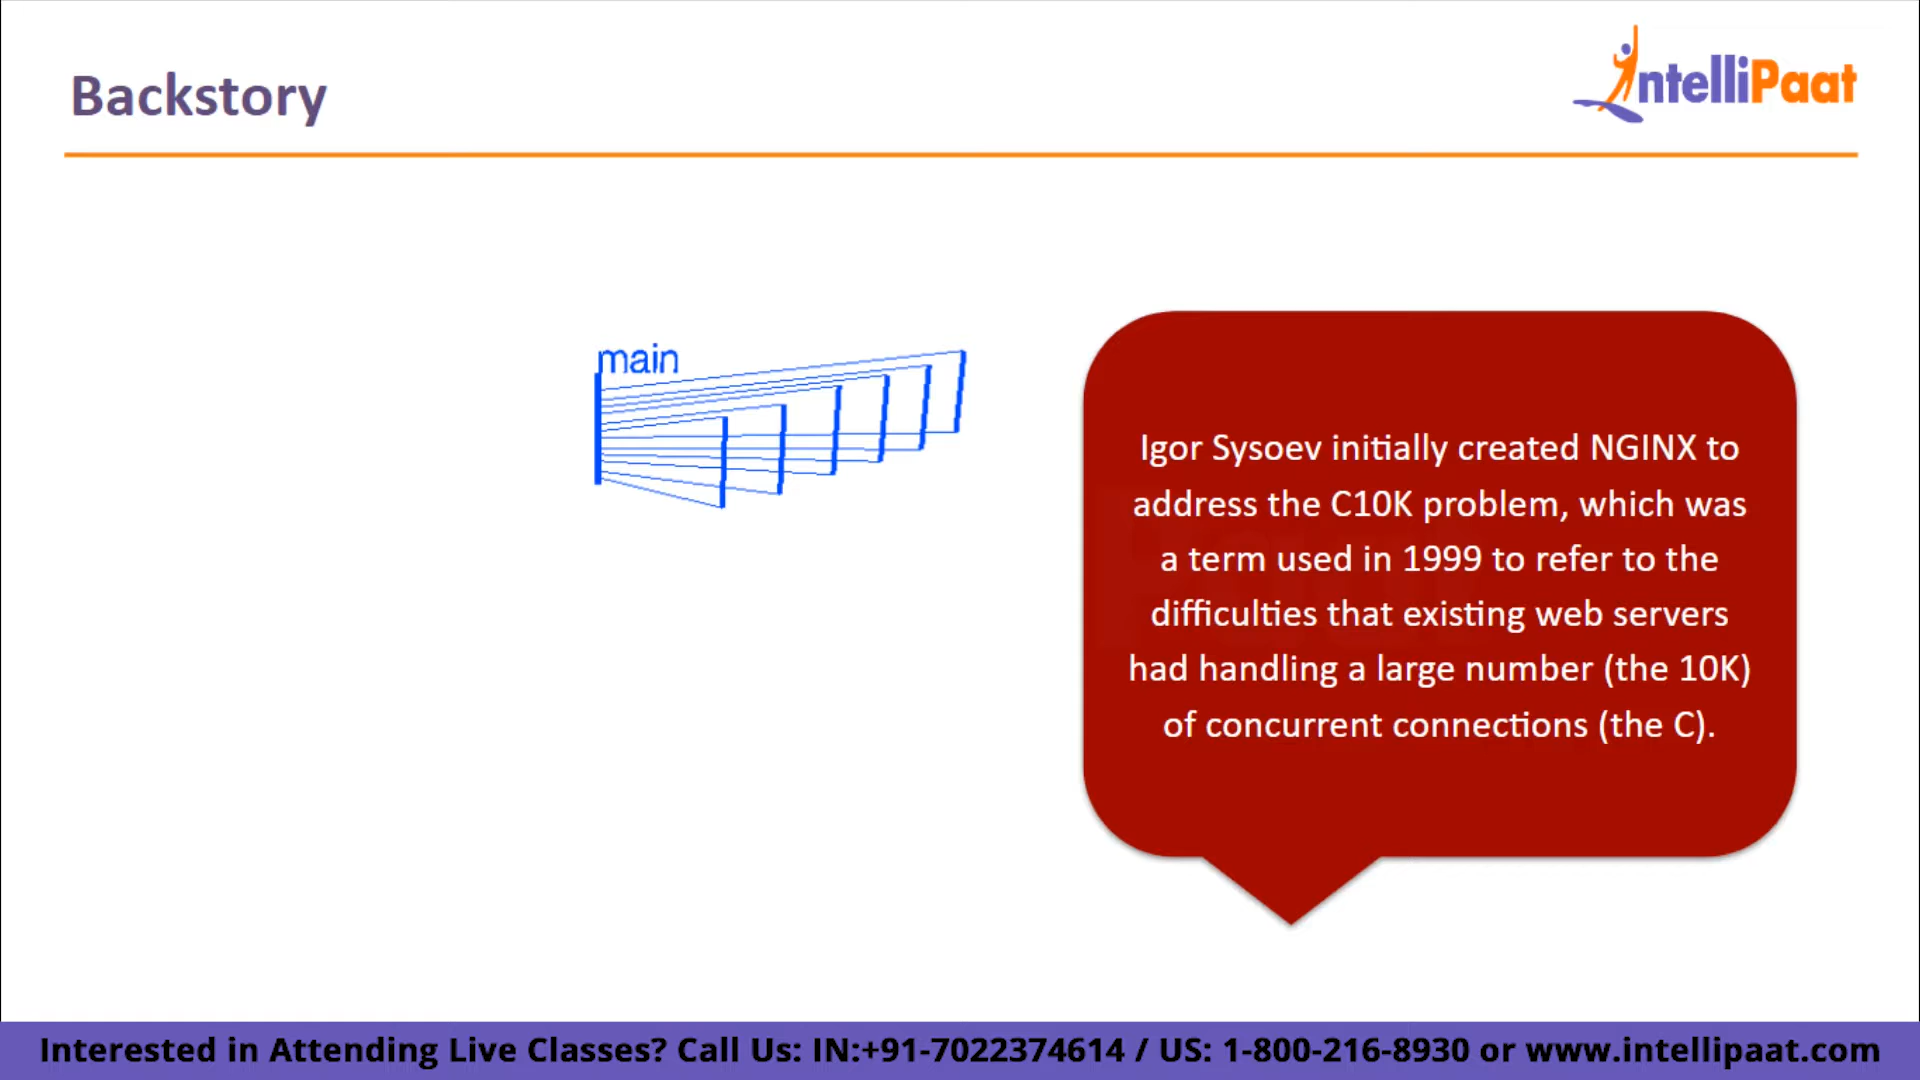 Backstory
IntelliPaat
main
Igor Sysoev initially created NGINX to
address the C10K problem, which was
a term used in 1999 to refer to the
difficulties that existing web servers
had handling a large number (the 10K)
of concurrent connections (the C).
Interested in Attending Live Classes? Call Us: IN:+91-7022374614 / US: 1-800-216-8930 or www.intellipaat.com